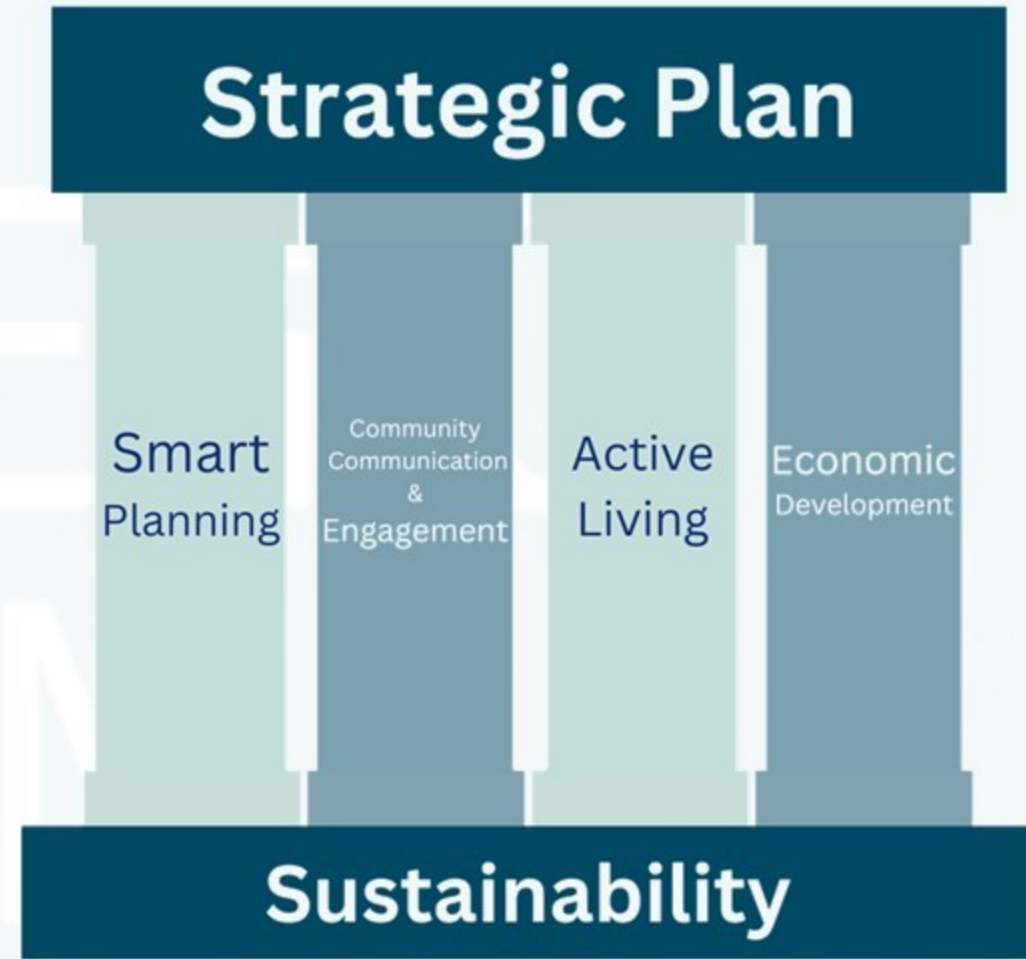 Strategic Plan
Smart
Planning
Community
Communication
&
Engagement
Active
Living
Economic
Development
Sustainability